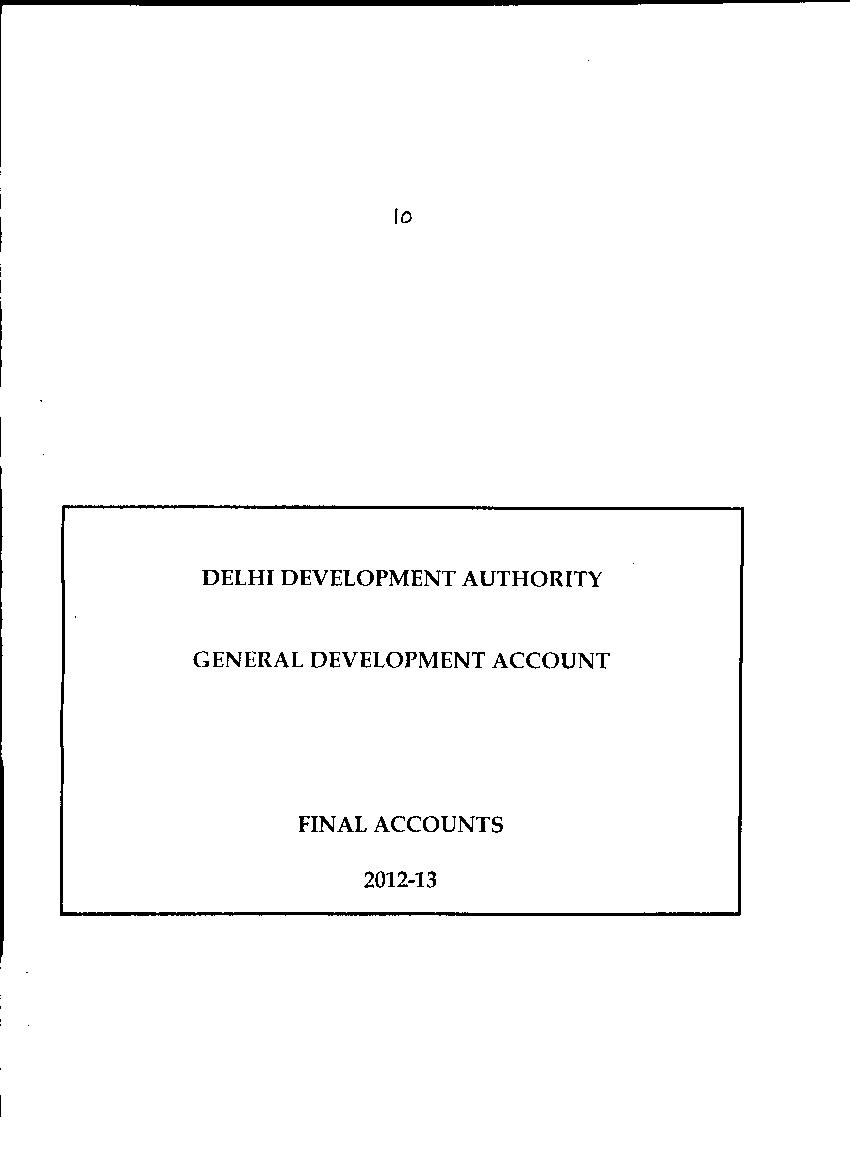 10
DELHI DEVELOPMENT AUTHORITY
GENERAL DEVELOPMENT ACCOUNT
FINAL ACCOUNTS
2012-13